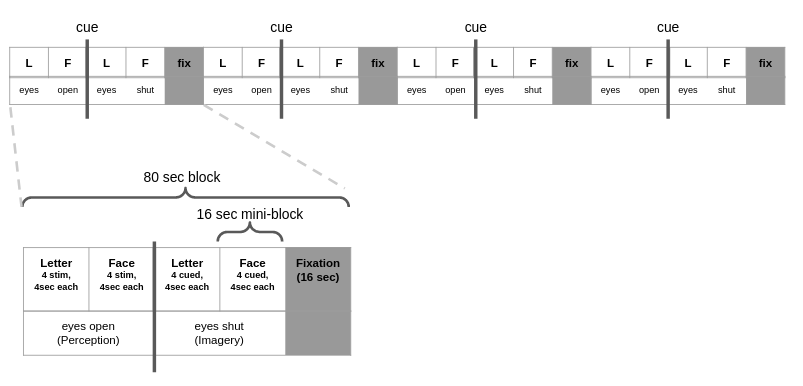 cue cue cue cue
L F L F fix L F L F fix L F L F fix L F L F fix
eyes open eyes shut eyes open eyes shut eyes open eyes shut eyes open eyes shut
80 sec block
16 sec mini-block
Letter Face Letter Face Fixation
4 stim, 4 stim, 4 cued, 4 cued, (16 sec)
4sec each 4sec each 4sec each 4sec each
eyes open eyes shut
(Perception) (Imagery)